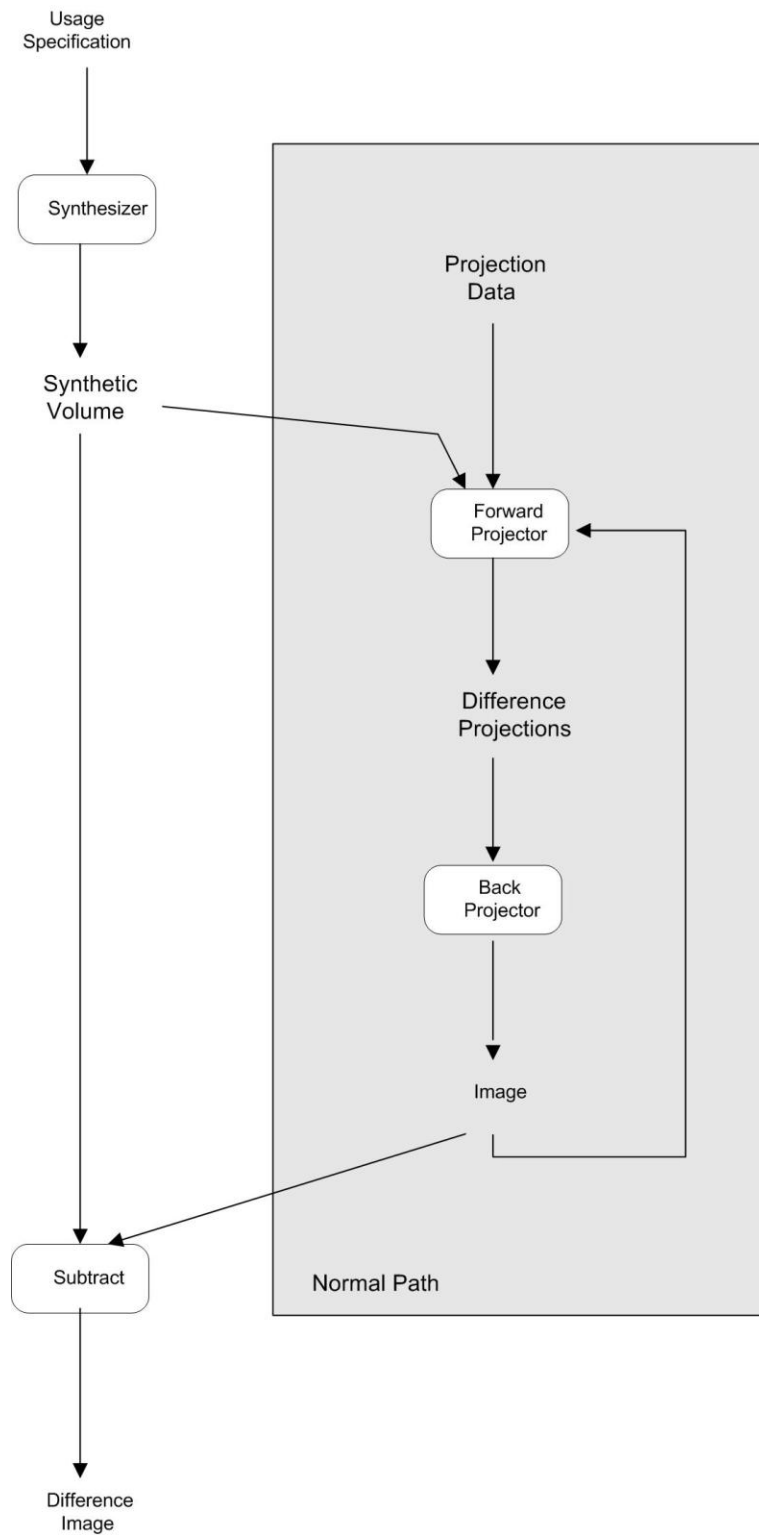 Usage
Specification
Synthesizer
Synthetic
Volume
Projection
Data
Forward
Projector
Difference
Projections
Back
Projector
Image
Normal Path
Subtract
Difference
Image